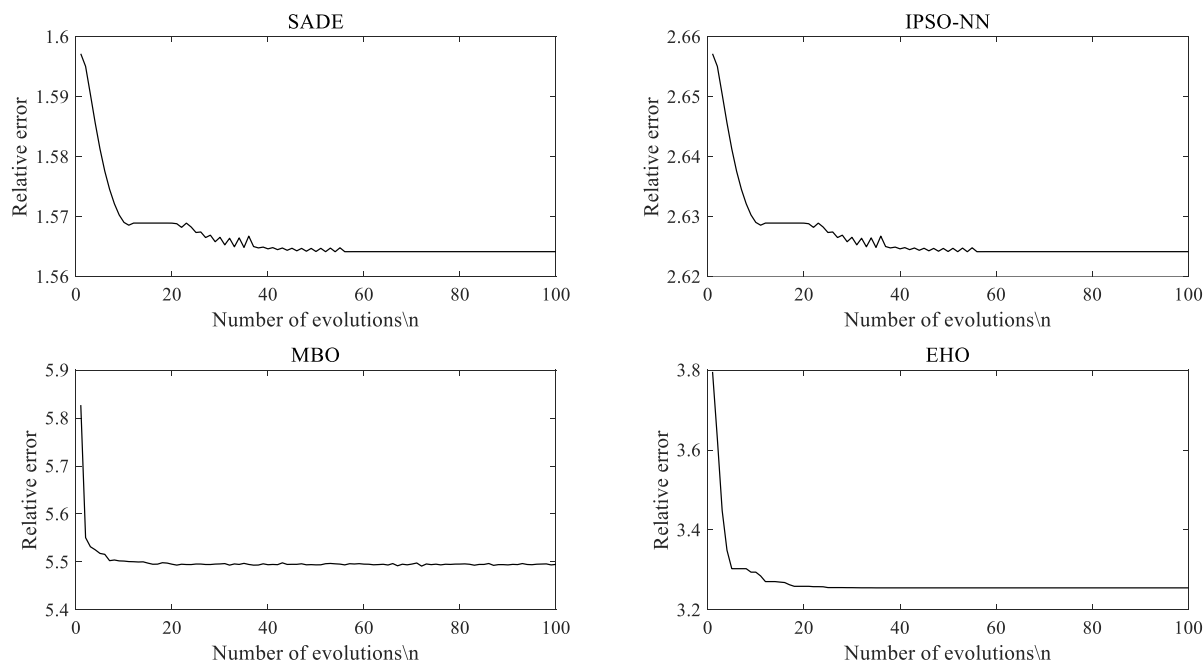 SADE
1.6
1.59
1.58
1.57
1.56
Relative error
0 20 40 60 80 100
Number of evolutions\n
IPSO-NN
2.66
2.65
2.64
2.63
2.62
Relative error
0 20 40 60 80 100
Number of evolutions\n
MBO
5.9
5.8
5.7
5.6
5.5
5.4
Relative error
0 20 40 60 80 100
Number of evolutions\n
EHO
3.8
3.6
3.4
3.2
Relative error
0 20 40 60 80 100
Number of evolutions\n